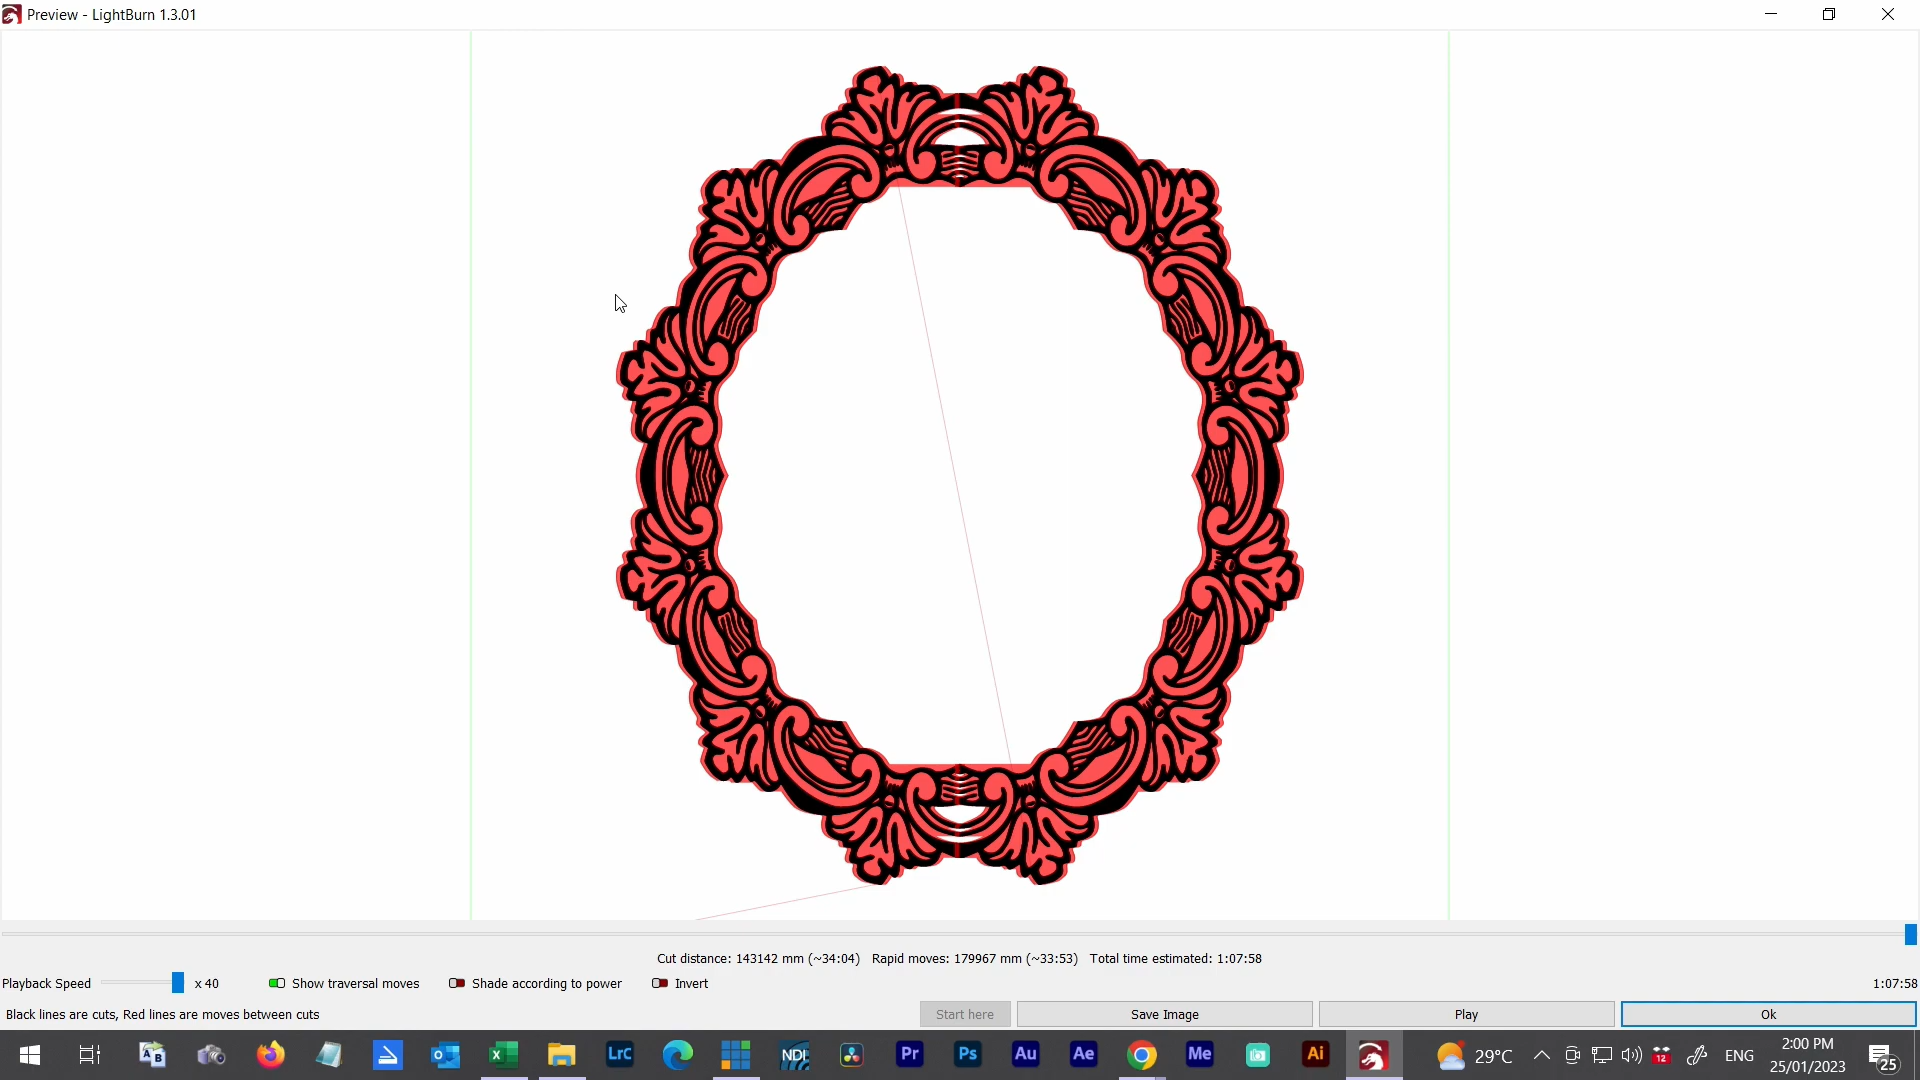 Preview - LightBurn 1.3.01
Cut distance: 143142 mm (~34:04) Rapid moves: 179967 mm (~33:53) Total time estimated: 1:07:58
Playback Speed x 40 Show traversal moves Shade according to power Invert 1:07:58
Black lines are cuts, Red lines are moves between cuts Start here Save Image Play Ok
A B LrC NDI Pr Ps Au Ae Me Ai 29°C 12 ENG 2:00 PM
25/01/2023 25